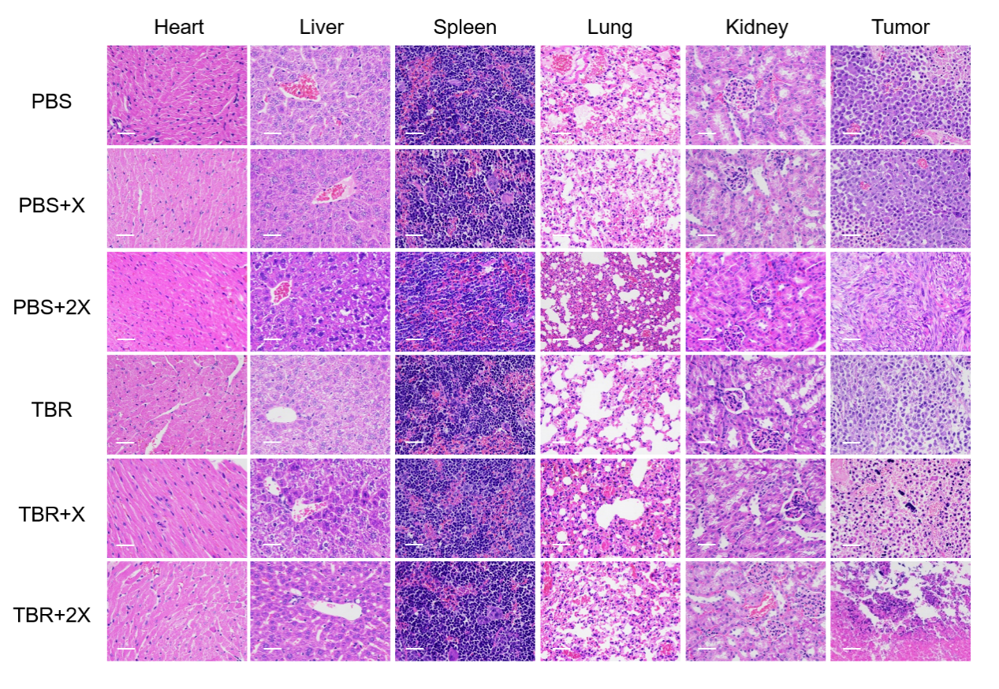 Heart Liver Spleen Lung Kidney Tumor
PBS
PBS+X
PBS+2X
TBR
TBR+X
TBR+2X